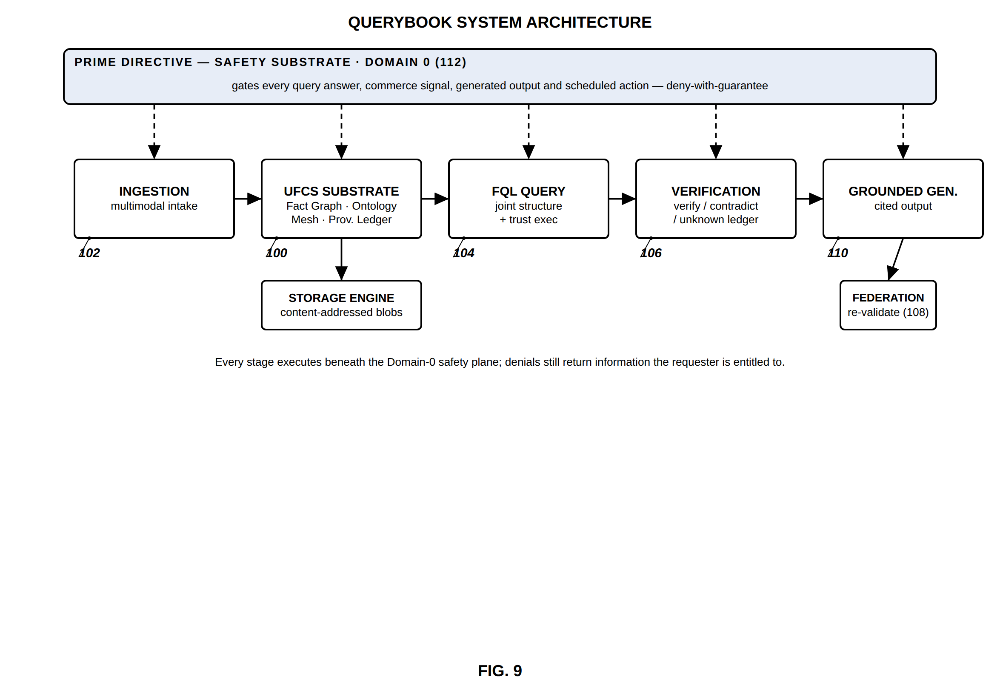 QUERYBOOK SYSTEM ARCHITECTURE
PRIME DIRECTIVE — SAFETY SUBSTRATE · DOMAIN 0 (112)
gates every query answer, commerce signal, generated output and scheduled action — deny-with-guarantee
INGESTION
multimodal intake
102
UFCS SUBSTRATE
Fact Graph · Ontology
Mesh · Prov. Ledger
100
FQL QUERY
joint structure
+ trust exec
104
VERIFICATION
verify / contradict
/ unknown ledger
106
GROUNDED GEN.
cited output
110
STORAGE ENGINE
content-addressed blobs
FEDERATION
re-validate (108)
Every stage executes beneath the Domain-0 safety plane; denials still return information the requester is entitled to.
FIG. 9